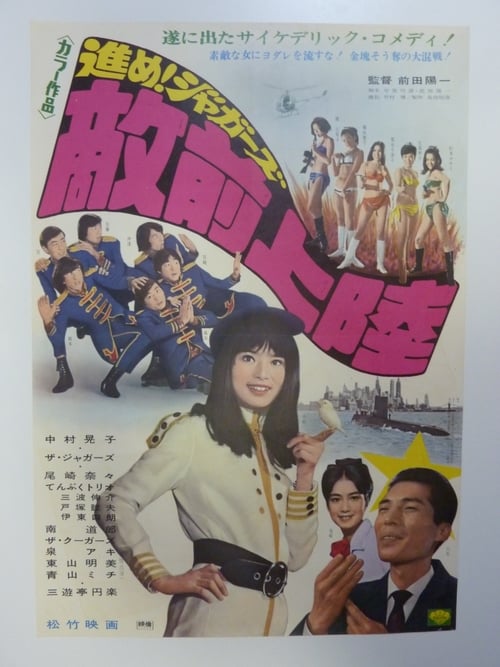 遂に出たサイケデリック・コメディ!
素敵な女にヨダレを流すな! 金塊そう奪の大混戦!
〈カラー作品〉
進め!ジャガーズ
敵前上陸
監督 前田陽一
中村晃子
ザ・ジャガーズ
尾崎奈々
てんぷくトリオ
三波伸介
戸塚睦夫
伊東四朗
南道郎
ザ・クーガーズ
泉アキ
東山明美
青山ミチ
三遊亭円楽
松竹映画
映倫